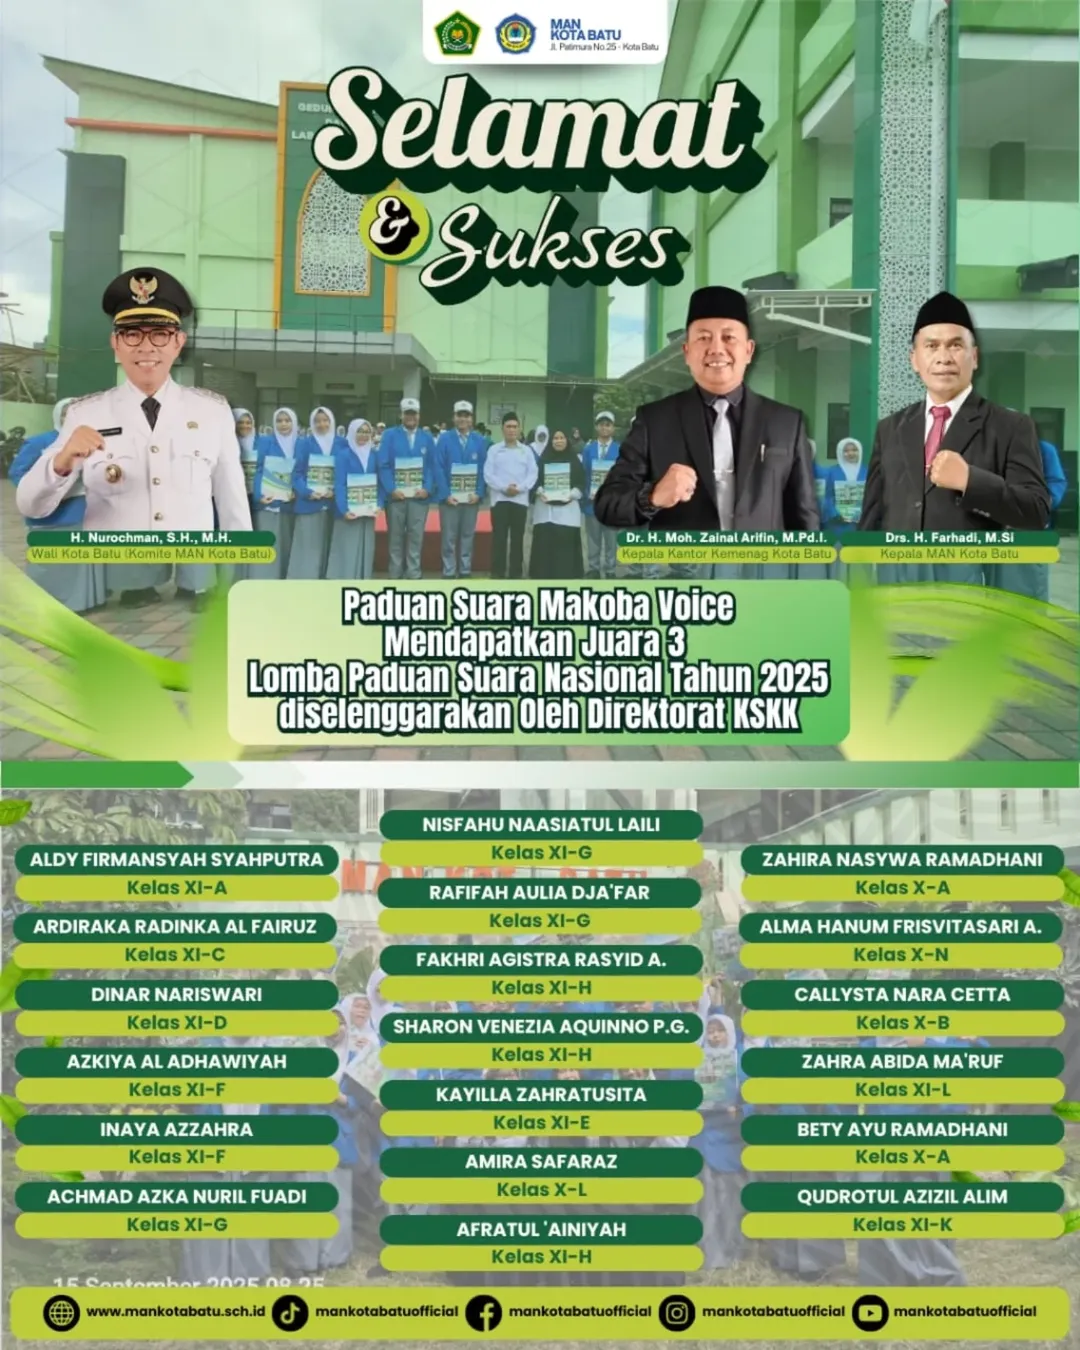 MAN
KOTA BATU
Jl. Patimura No.25 - Kota Batu
Selamat
& Sukses
H. Nurochman, S.H., M.H.
Wali Kota Batu (Komite MAN Kota Batu)
Dr. H. Moh. Zainal Arifin, M.Pd.I.
Kepala Kantor Kemenag Kota Batu
Drs. H. Farhadi, M.Si
Kepala MAN Kota Batu
Paduan Suara Makoba Voice
Mendapatkan Juara 3
Lomba Paduan Suara Nasional Tahun 2025
diselenggarakan Oleh Direktorat KSKK
ALDY FIRMANSYAH SYAHPUTRA
Kelas XI-A
ARDIRAKA RADINKA AL FAIRUZ
Kelas XI-C
DINAR NARISWARI
Kelas XI-D
AZKIYA AL ADHAWIYAH
Kelas XI-F
INAYA AZZAHRA
Kelas XI-F
ACHMAD AZKA NURIL FUADI
Kelas XI-G
NISFAHU NAASIATUL LAILI
Kelas XI-G
RAFIFAH AULIA DJA'FAR
Kelas XI-G
FAKHRI AGISTRA RASYID A.
Kelas XI-H
SHARON VENEZIA AQUINNO P.G.
Kelas XI-H
KAYILLA ZAHRATUSITA
Kelas XI-E
AMIRA SAFARAZ
Kelas X-L
AFRATUL 'AINIYAH
Kelas XI-H
ZAHIRA NASYWA RAMADHANI
Kelas X-A
ALMA HANUM FRISVITASARI A.
Kelas X-N
CALLYSTA NARA CETTA
Kelas X-B
ZAHRA ABIDA MA'RUF
Kelas XI-L
BETY AYU RAMADHANI
Kelas X-A
QUDROTUL AZIZIL ALIM
Kelas XI-K
15 September 2025 08.25
www.mankotabatu.sch.id
mankotabatuofficial
mankotabatuofficial
mankotabatuofficial
mankotabatuofficial